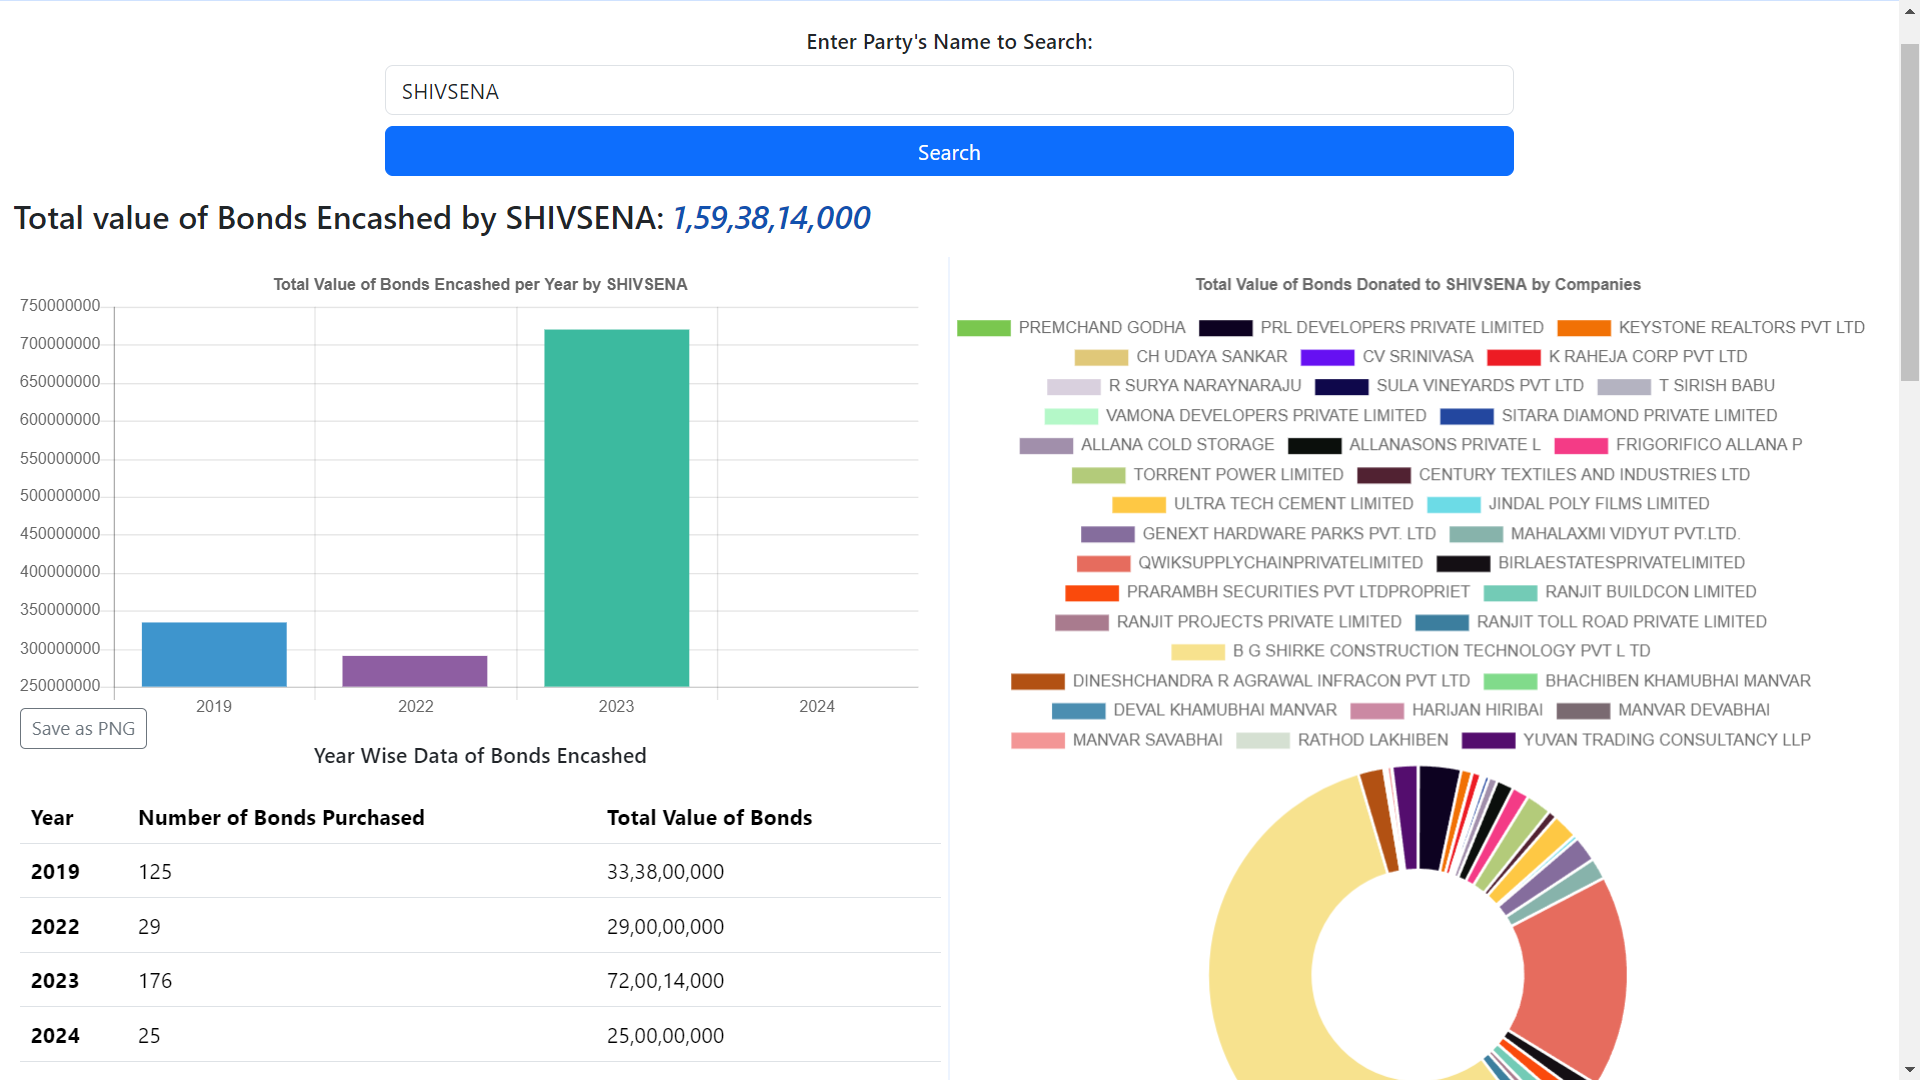 Enter Party's Name to Search:
SHIVSENA
Search
Total value of Bonds Encashed by SHIVSENA: 1,59,38,14,000
Total Value of Bonds Encashed per Year by SHIVSENA
750000000
700000000
650000000
600000000
550000000
500000000
450000000
400000000
350000000
300000000
250000000
2019 2022 2023 2024
Save as PNG
Year Wise Data of Bonds Encashed
Year Number of Bonds Purchased Total Value of Bonds
2019 125 33,38,00,000
2022 29 29,00,00,000
2023 176 72,00,14,000
2024 25 25,00,00,000
Total Value of Bonds Donated to SHIVSENA by Companies
PREMCHAND GODHA PRL DEVELOPERS PRIVATE LIMITED KEYSTONE REALTORS PVT LTD
CH UDAYA SANKAR CV SRINIVASA K RAHEJA CORP PVT LTD
R SURYA NARAYNARAJU SULA VINEYARDS PVT LTD T SIRISH BABU
VAMONA DEVELOPERS PRIVATE LIMITED SITARA DIAMOND PRIVATE LIMITED
ALLANA COLD STORAGE ALLANASONS PRIVATE L FRIGORIFICO ALLANA P
TORRENT POWER LIMITED CENTURY TEXTILES AND INDUSTRIES LTD
ULTRA TECH CEMENT LIMITED JINDAL POLY FILMS LIMITED
GENEXT HARDWARE PARKS PVT. LTD MAHALAXMI VIDYUT PVT.LTD.
QWIKSUPPLYCHAINPRIVATELIMITED BIRLAESTATESPRIVATELIMITED
PRARAMBH SECURITIES PVT LTDPROPRIET RANJIT BUILDCON LIMITED
RANJIT PROJECTS PRIVATE LIMITED RANJIT TOLL ROAD PRIVATE LIMITED
B G SHIRKE CONSTRUCTION TECHNOLOGY PVT L TD
DINESHCHANDRA R AGRAWAL INFRACON PVT LTD BHACHIBEN KHAMUBHAI MANVAR
DEVAL KHAMUBHAI MANVAR HARIJAN HIRIBAI MANVAR DEVABHAI
MANVAR SAVABHAI RATHOD LAKHIBEN YUVAN TRADING CONSULTANCY LLP